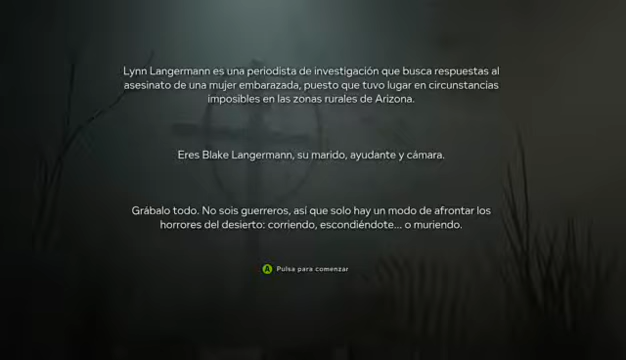 Lynn Langermann es una periodista de investigación que busca respuestas al
asesinato de una mujer embarazada, puesto que tuvo lugar en circunstancias
imposibles en las zonas rurales de Arizona.
Eres Blake Langermann, su marido, ayudante y cámara.
Grábalo todo. No sois guerreros, así que solo hay un modo de afrontar los
horrores del desierto: corriendo, escondiéndote... o muriendo.
A Pulsa para comenzar